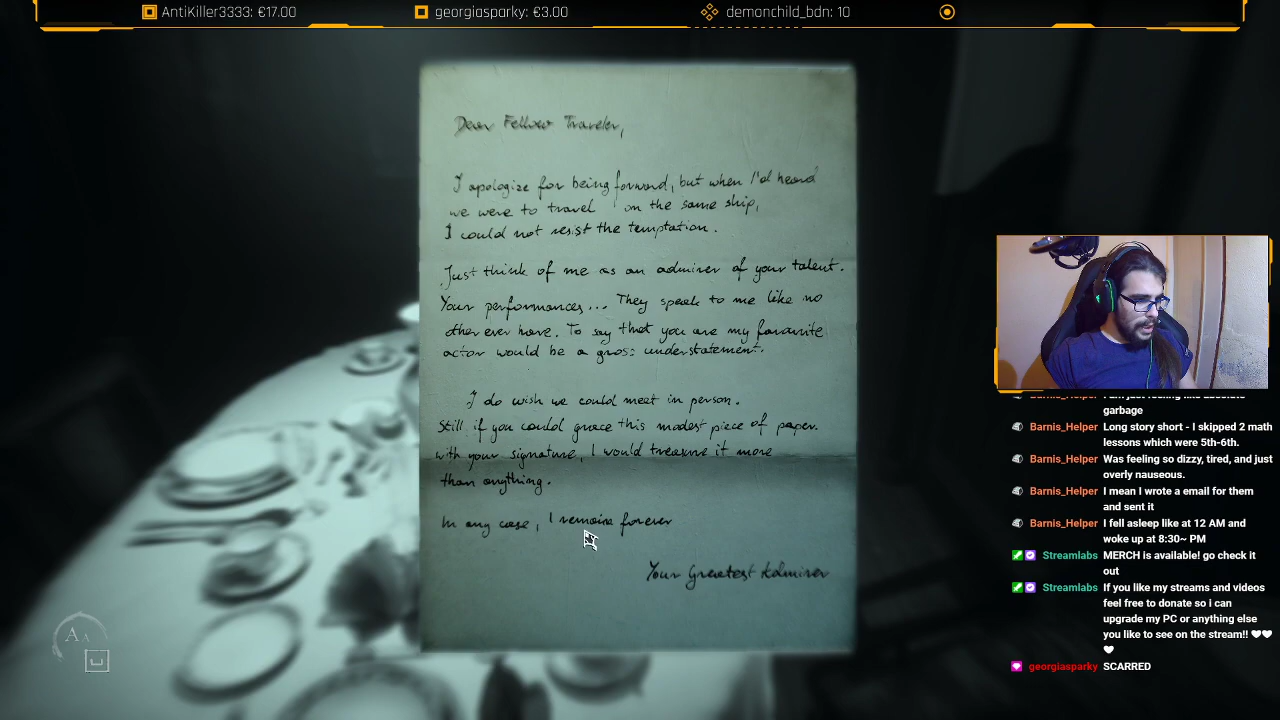 AntiKiller3333: €17.00
georgiasparky: €3.00
demonchild_bdn: 10
Dear Fellow Traveler,
I apologize for being forward, but when I'd heard
we were to travel on the same ship,
I could not resist the temptation.
Just think of me as an admirer of your talent.
Your performances... They speak to me like no
other ever have. To say that you are my favourite
actor would be a gross understatement.
I do wish we could meet in person.
Still if you could grace this modest piece of paper.
with your signature, I would treasure it more
than anything.
In any case, I remain forever
Your Greatest Admirer
A A
Barnis_Helper I am just feeling like absolute
garbage
Barnis_Helper Long story short - I skipped 2 math
lessons which were 5th-6th.
Barnis_Helper Was feeling so dizzy, tired, and just
overly nauseous.
Barnis_Helper I mean I wrote a email for them
and sent it
Barnis_Helper I fell asleep like at 12 AM and
woke up at 8:30~ PM
Streamlabs MERCH is available! go check it
out
Streamlabs If you like my streams and videos
feel free to donate so i can
upgrade my PC or anything else
you like to see on the stream!! 🤍🤍
🤍
georgiasparky SCARRED